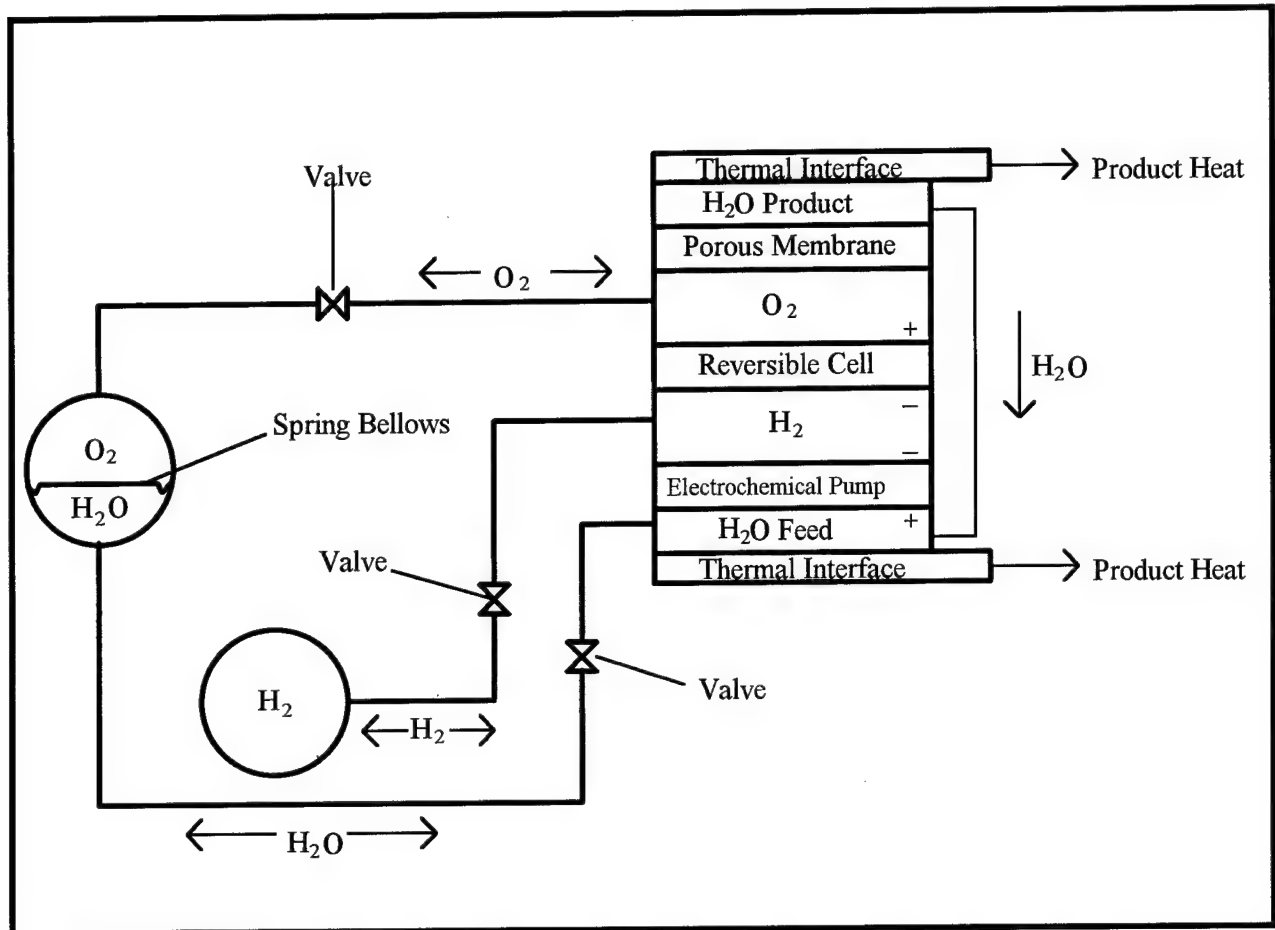 Thermal Interface
Product Heat
Valve
H₂O Product
Porous Membrane
O₂
O₂
+
Reversible Cell
H₂O
Spring Bellows
–
H₂
–
O₂
H₂O
Electrochemical Pump
H₂O Feed
+
Valve
Thermal Interface
Product Heat
H₂
Valve
H₂
H₂O